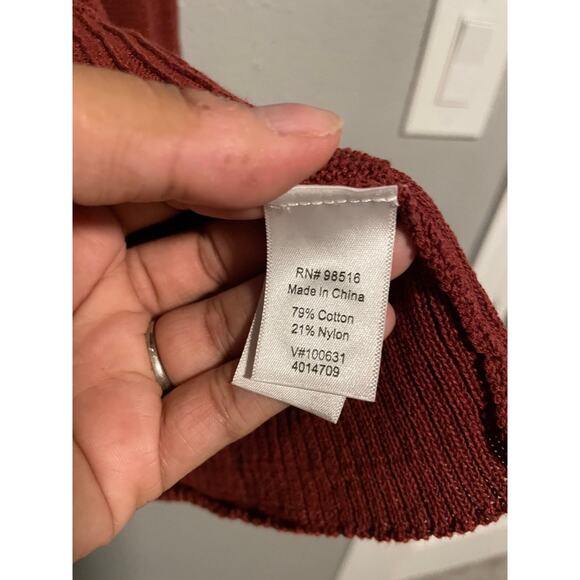 RN# 98516
Made In China
79% Cotton
21% Nylon
V#100631
4014709